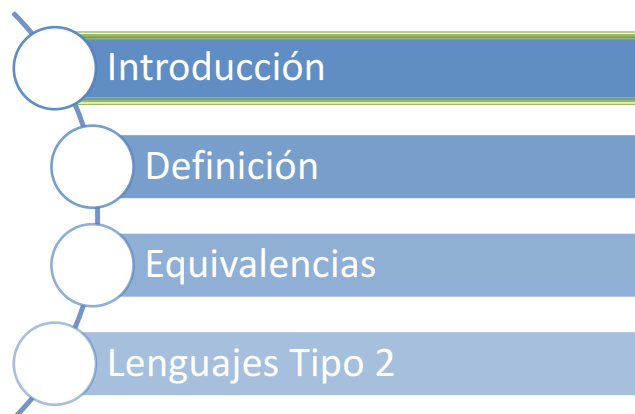 Introducción
Definición
Equivalencias
Lenguajes Tipo 2